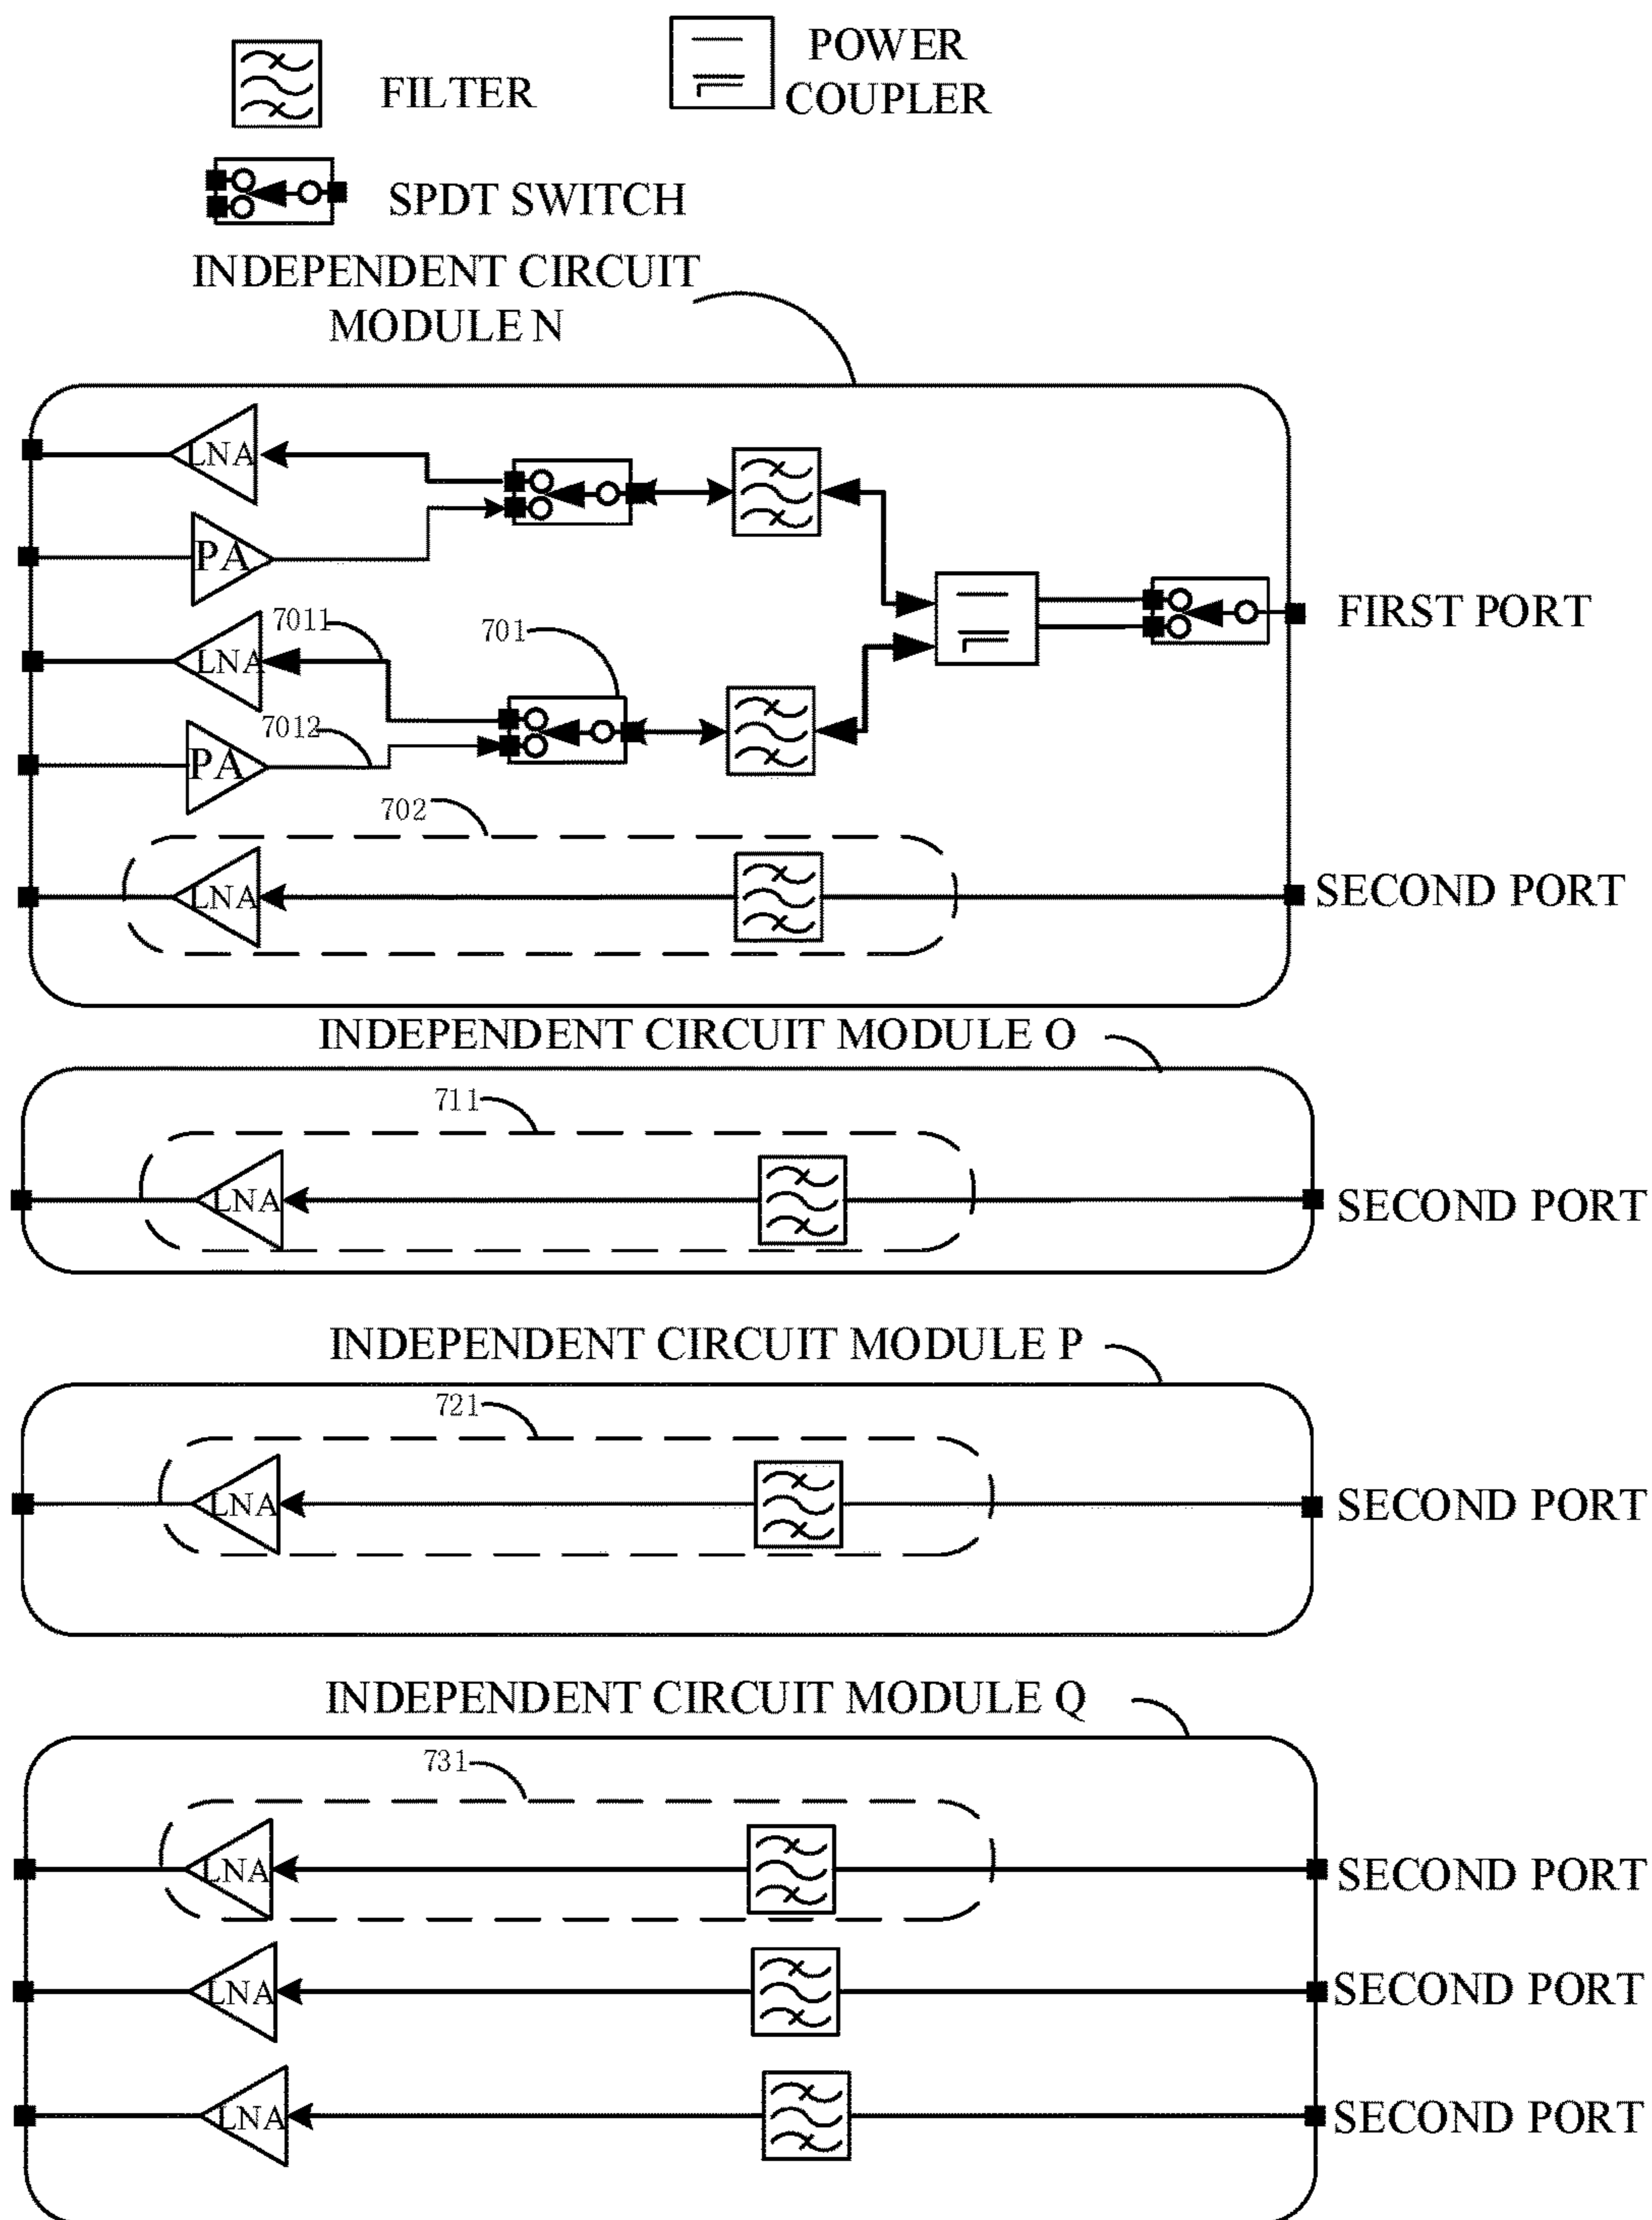 FILTER
POWER
COUPLER
SPDT SWITCH
INDEPENDENT CIRCUIT
MODULE N
LNA
PA
7011
701
LNA
FIRST PORT
7012
PA
702
LNA
SECOND PORT
INDEPENDENT CIRCUIT MODULE O
711
LNA
SECOND PORT
INDEPENDENT CIRCUIT MODULE P
721
LNA
SECOND PORT
INDEPENDENT CIRCUIT MODULE Q
731
LNA
SECOND PORT
LNA
SECOND PORT
LNA
SECOND PORT